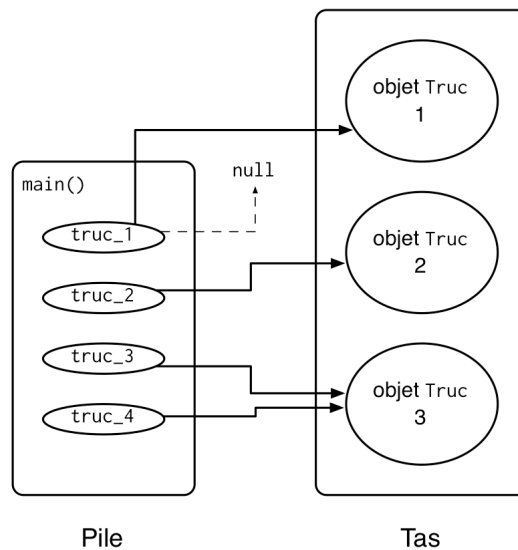 objet Truc
1
main()
null
truc_1
truc_2
objet Truc
2
truc_3
truc_4
objet Truc
3
Pile
Tas